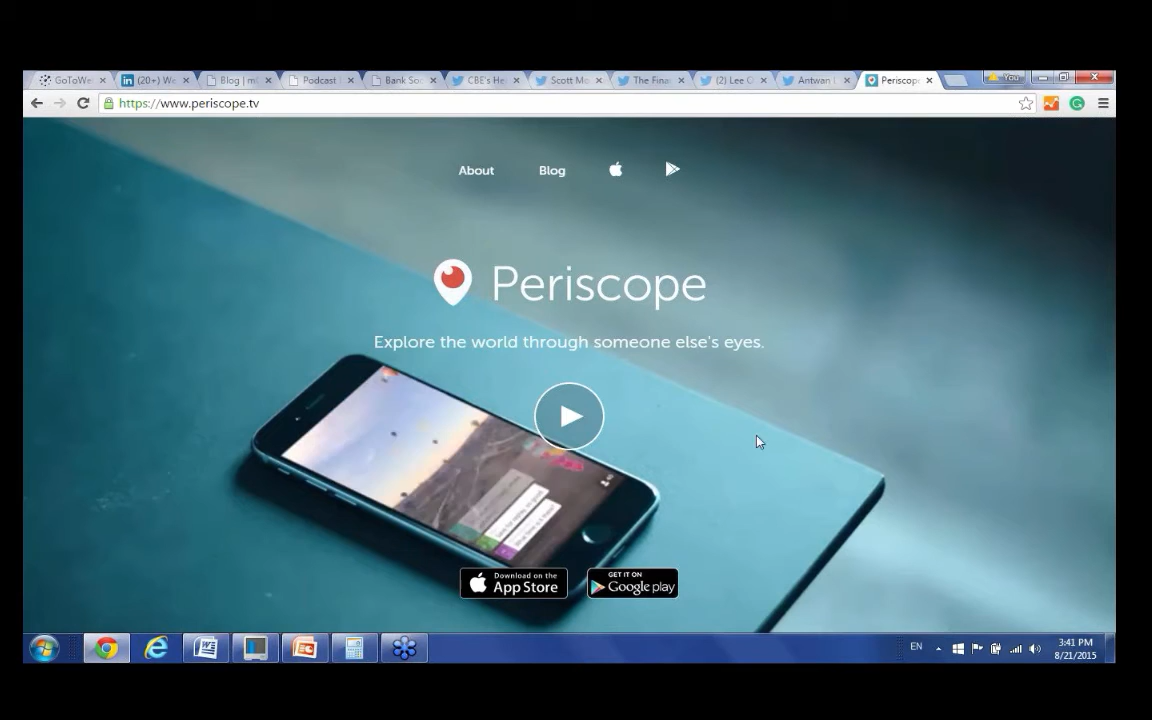 GoToWe
(20+) We
Blog | m
Podcast
Bank Soc
CBE's He
Scott Mo
The Fina
(2) Lee O
Antwan
Periscope
You
https://www.periscope.tv
About
Blog
Periscope
Explore the world through someone else's eyes.
Download on the
App Store
GET IT ON
Google play
EN
3:41 PM
8/21/2015